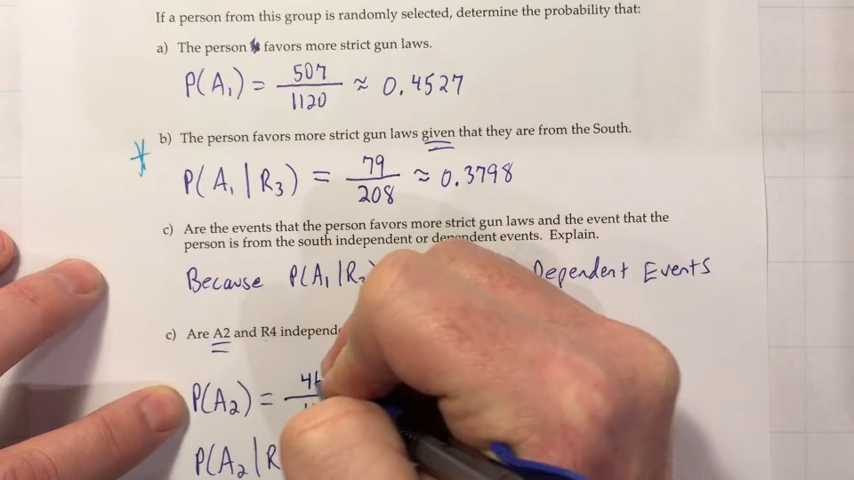 If a person from this group is randomly selected, determine the probability that:
a) The person favors more strict gun laws.
P(A₁) = 507/1120 ≈ 0.4527
b) The person favors more strict gun laws given that they are from the South.
P(A₁ | R₃) = 79/208 ≈ 0.3798
c) Are the events that the person favors more strict gun laws and the event that the
person is from the south independent or dependent events. Explain.
Because P(A₁ | Dependent Events
c) Are A2 and R4
P(A₂) =
P(A₂ | R